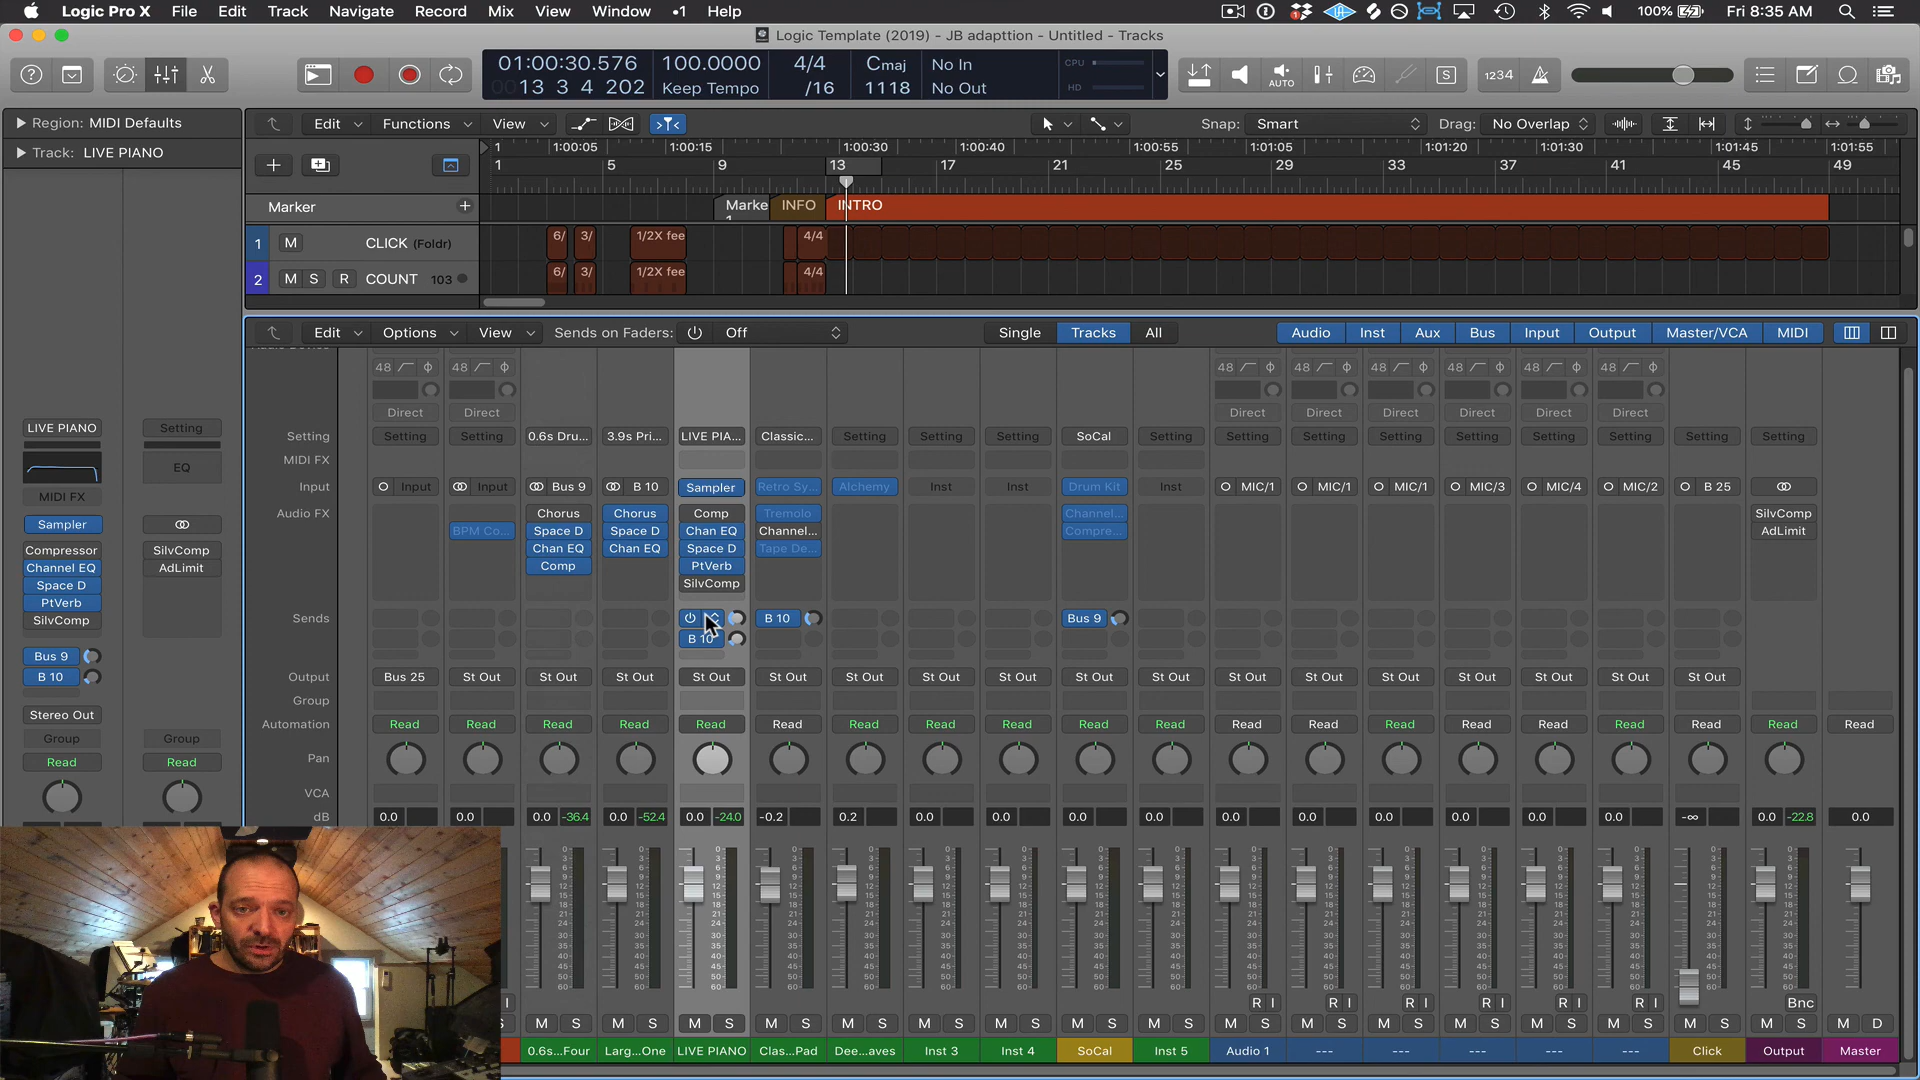 Logic Pro X File Edit Track Navigate Record Mix View Window •1 Help 100% Fri 8:35 AM
Logic Template (2019) - JB adapttion - Untitled - Tracks
01:00:30.576 100.0000 4/4 Cmaj No In CPU
13 3 4 202 Keep Tempo /16 1118 No Out HD
AUTO S 1234
Region: MIDI Defaults
Edit Functions View Snap: Smart Drag: No Overlap
Track: LIVE PIANO
1 1:00:05 1:00:15 1:00:30 1:00:40 1:00:55 1:01:05 1:01:20 1:01:30 1:01:45 1:01:55
1 5 9 13 17 21 25 29 33 37 41 45 49
Marker Marke INFO INTRO
1 M CLICK (Foldr) 6/ 3/ 1/2X fee 4/4
2 M S R COUNT 103 6/ 3/ 1/2X fee 4/4
Edit Options View Sends on Faders: Off Single Tracks All Audio Inst Aux Bus Input Output Master/VCA MIDI
48 48 48 48 48 48 48 48
Direct Direct Direct Direct Direct Direct Direct Direct
LIVE PIANO Setting
EQ
MIDI FX
Sampler
Compressor SilvComp
Channel EQ AdLimit
Space D
PtVerb
SilvComp
Bus 9
B 10
Stereo Out
Group Group
Read Read
Setting Setting Setting 0.6s Dru... 3.9s Pri... LIVE PIA... Classic... Setting Setting Setting SoCal Setting Setting Setting Setting Setting Setting Setting Setting Setting
MIDI FX
Input Input Input Bus 9 B 10 Sampler Retro Sy... Alchemy Inst Inst Drum Kit Inst MIC/1 MIC/1 MIC/1 MIC/3 MIC/4 MIC/2 B 25
Audio FX Chorus Chorus Comp Tremolo Channel... SilvComp
BPM Co... Space D Space D Chan EQ Channel... Compre... AdLimit
Chan EQ Chan EQ Space D Tape De...
Comp PtVerb
SilvComp
Sends B 10 Bus 9
B 10
Output Bus 25 St Out St Out St Out St Out St Out St Out St Out St Out St Out St Out St Out St Out St Out St Out St Out St Out St Out
Group
Automation Read Read Read Read Read Read Read Read Read Read Read Read Read Read Read Read Read Read Read Read
Pan
VCA
dB 0.0 0.0 0.0 -36.4 0.0 -52.4 0.0 -24.0 -0.2 0.2 0.0 0.0 0.0 0.0 0.0 0.0 0.0 0.0 0.0 0.0 -∞ 0.0 -22.8 0.0
I R I R I R I R I R I R I Bnc
M S M S M S M S M S M S M S M S M S M S M S M S M S M S M S M S M S M D
0.6s...Four Larg...One LIVE PIANO Clas...Pad Dee...aves Inst 3 Inst 4 SoCal Inst 5 Audio 1 --- --- --- --- --- Click Output Master